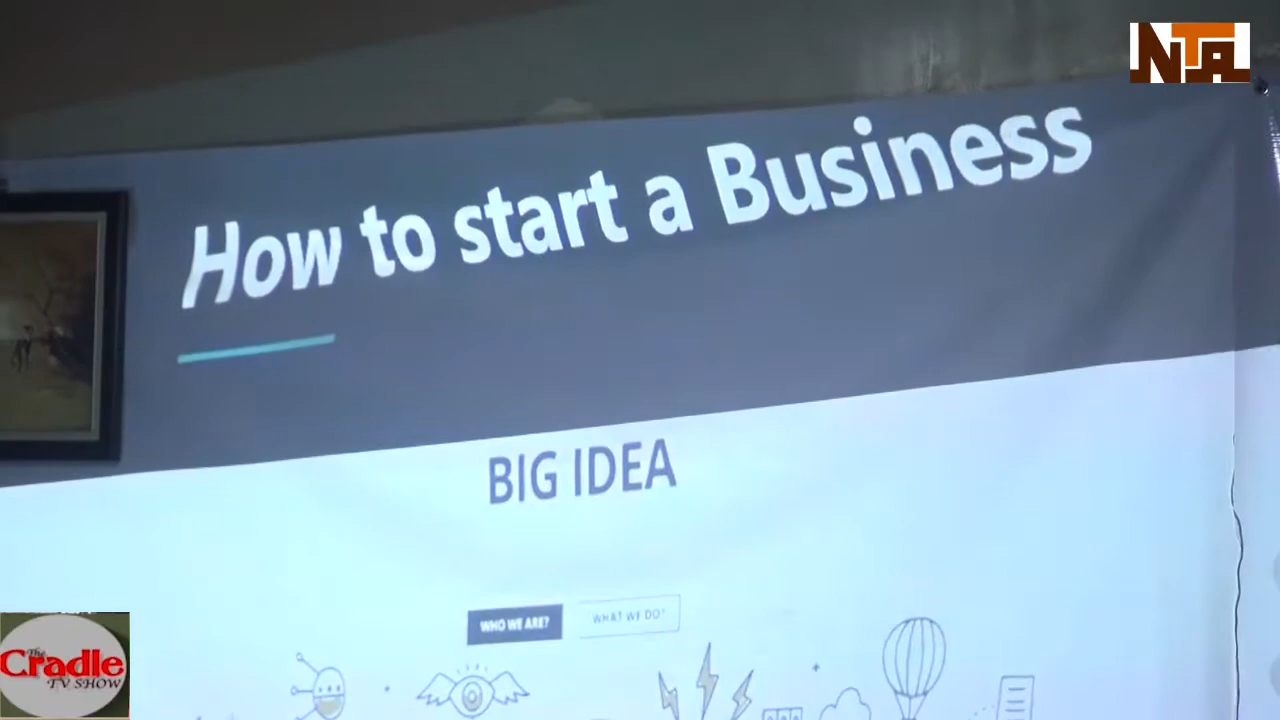 NTA
How to start a Business
BIG IDEA
WHO WE ARE?
WHAT WE DO?
The
Cradle
TV SHOW